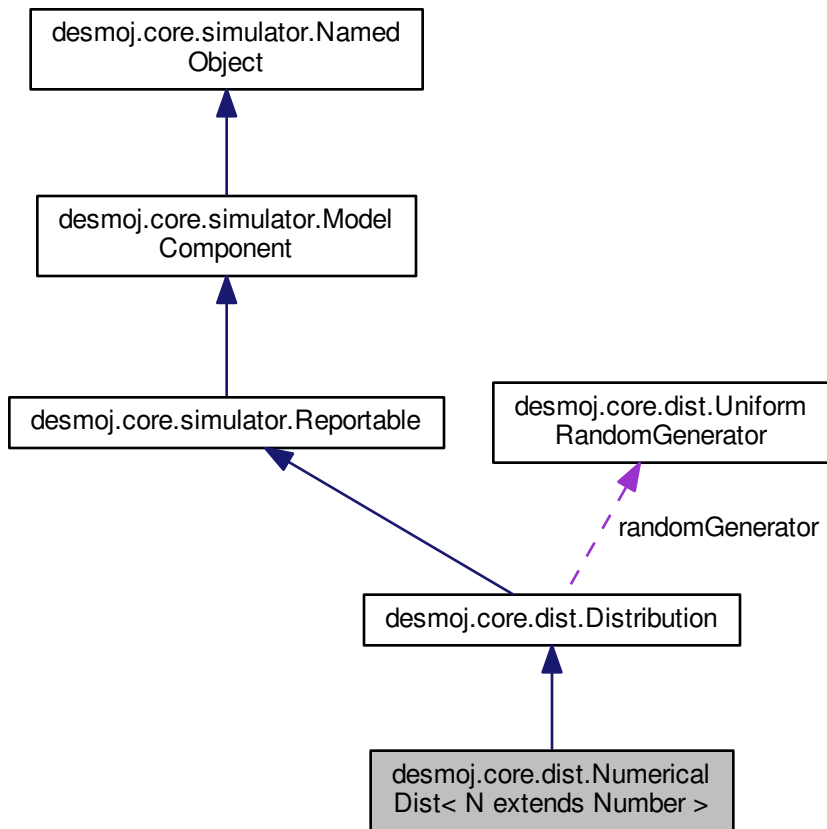 desmoj.core.simulator.Named
Object
desmoj.core.simulator.Model
Component
desmoj.core.simulator.Reportable
desmoj.core.dist.Uniform
RandomGenerator
randomGenerator
desmoj.core.dist.Distribution
desmoj.core.dist.Numerical
Dist< N extends Number >